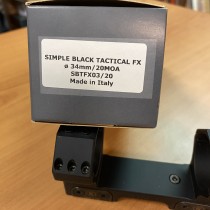 SIMPLE BLACK TACTICAL FX
ø 34mm/20MOA
SBTFX03/20
Made in Italy